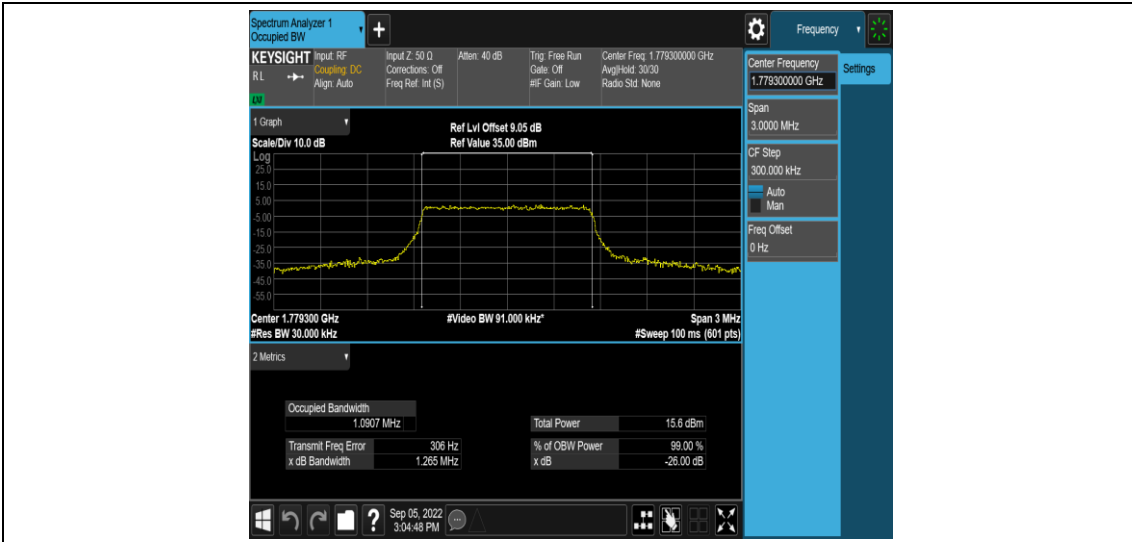 Spectrum Analyzer 1
Occupied BW
Frequency
KEYSIGHT
RL
LXI
Input: RF
Coupling: DC
Align: Auto
Input Z: 50 Ω
Corrections: Off
Freq Ref: Int (S)
Atten: 40 dB
Trig: Free Run
Gate: Off
#IF Gain: Low
Center Freq: 1.779300000 GHz
Avg|Hold: 30/30
Radio Std: None
Center Frequency
1.779300000 GHz
Settings
Span
3.0000 MHz
CF Step
300.000 kHz
Auto
Man
Freq Offset
0 Hz
1 Graph
Scale/Div 10.0 dB
Ref Lvl Offset 9.05 dB
Ref Value 35.00 dBm
Log
25.0
15.0
5.00
-5.00
-15.0
-25.0
-35.0
-45.0
-55.0
Center 1.779300 GHz
#Video BW 91.000 kHz*
Span 3 MHz
#Res BW 30.000 kHz
#Sweep 100 ms (601 pts)
2 Metrics
Occupied Bandwidth
1.0907 MHz
Total Power 15.6 dBm
Transmit Freq Error 306 Hz
% of OBW Power 99.00 %
x dB Bandwidth 1.265 MHz
x dB -26.00 dB
?
Sep 05, 2022
3:04:48 PM